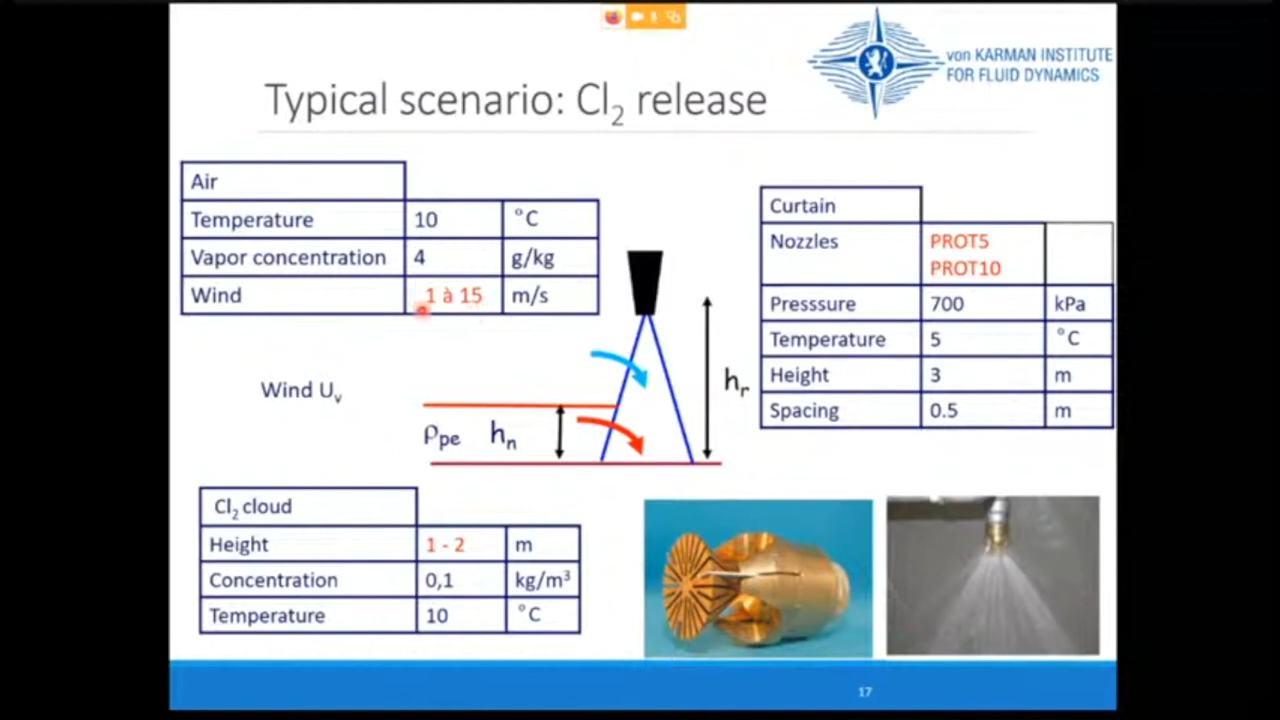 von KARMAN INSTITUTE
FOR FLUID DYNAMICS
Typical scenario: Cl₂ release
Air
Temperature 10 °C
Vapor concentration 4 g/kg
Wind 1 à 15 m/s
Curtain
Nozzles PROT5
PROT10
Presssure 700 kPa
Temperature 5 °C
Height 3 m
Spacing 0.5 m
Wind Uᵥ
hᵣ
ρpe hₙ
Cl₂ cloud
Height 1 - 2 m
Concentration 0,1 kg/m³
Temperature 10 °C
17